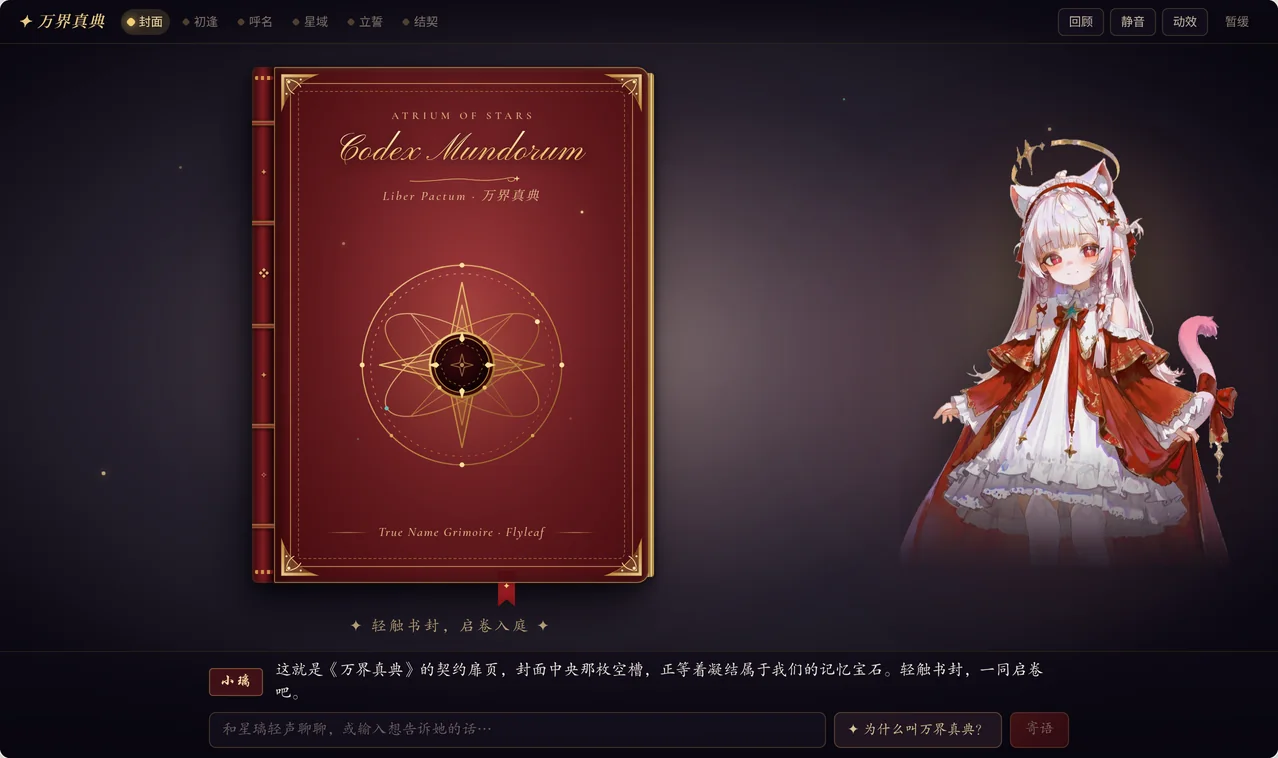 万界真典
封面
初逢
呼名
星域
立誓
结契
回顾
静音
动效
暂缓
ATRIUM OF STARS
Codex Mundorum
Liber Pactum · 万界真典
True Name Grimoire · Flyleaf
轻触书封，启卷入庭
小璃
这就是《万界真典》的契约扉页，封面中央那枚空槽，正等着凝结属于我们的记忆宝石。轻触书封，一同启卷
吧。
和星璃轻声聊聊，或输入想告诉她的话…
为什么叫万界真典？
寄语